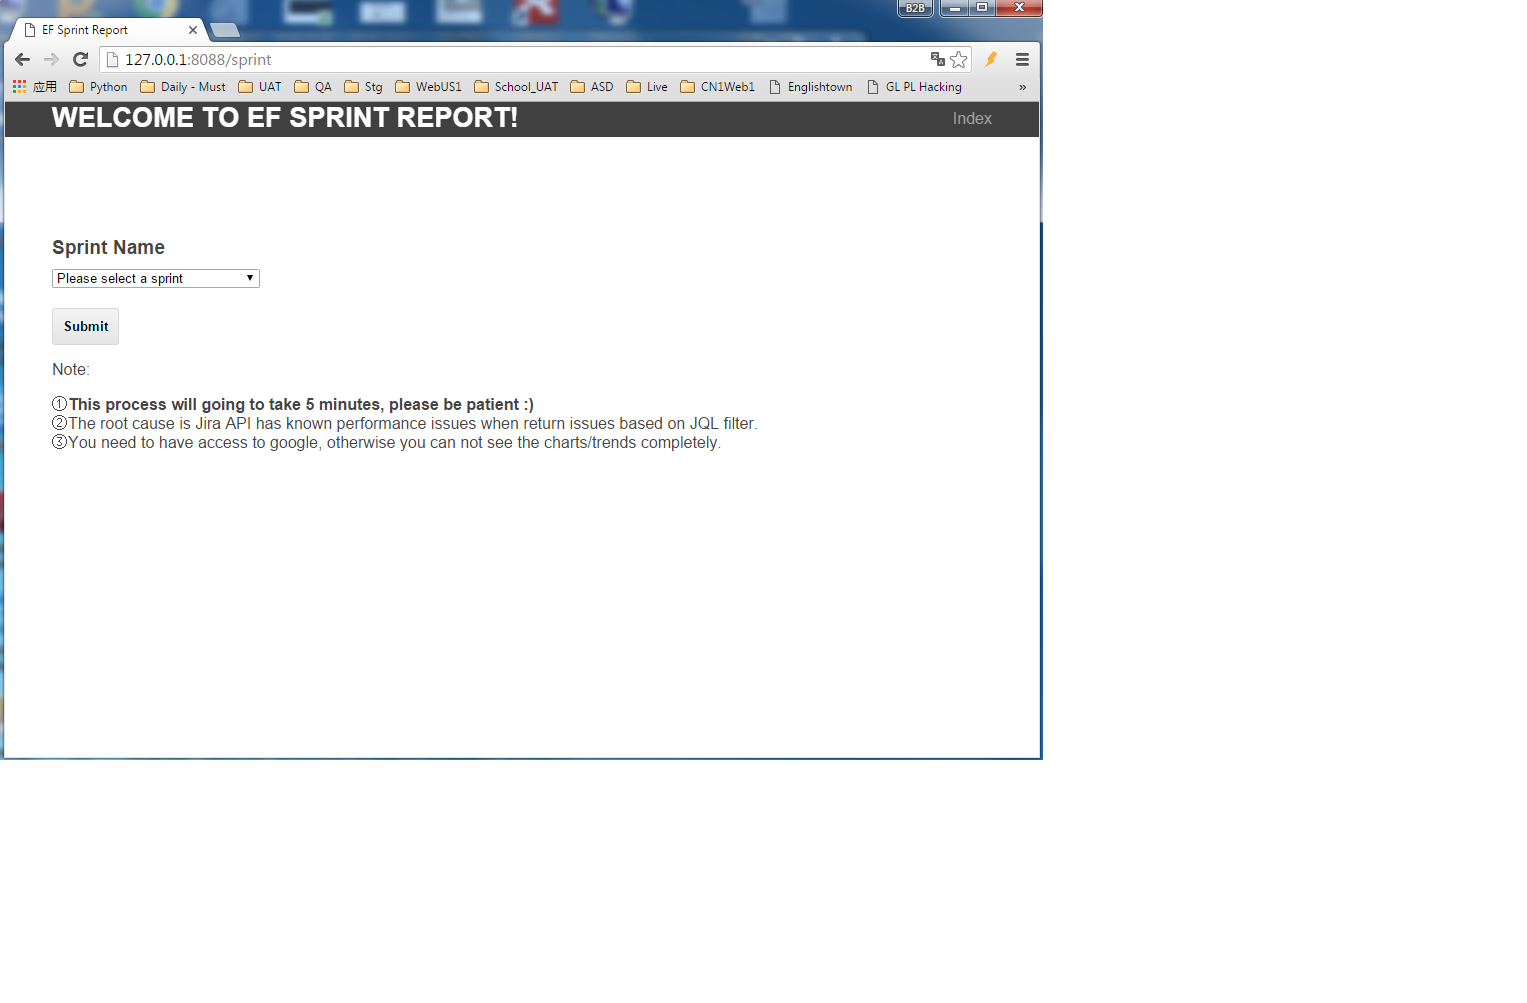 B2B
EF Sprint Report
127.0.0.1:8088/sprint
应用 Python Daily - Must UAT QA Stg WebUS1 School_UAT ASD Live CN1Web1 Englishtown GL PL Hacking »
WELCOME TO EF SPRINT REPORT! Index
Sprint Name
Please select a sprint
Submit
Note:
①This process will going to take 5 minutes, please be patient :)
②The root cause is Jira API has known performance issues when return issues based on JQL filter.
③You need to have access to google, otherwise you can not see the charts/trends completely.